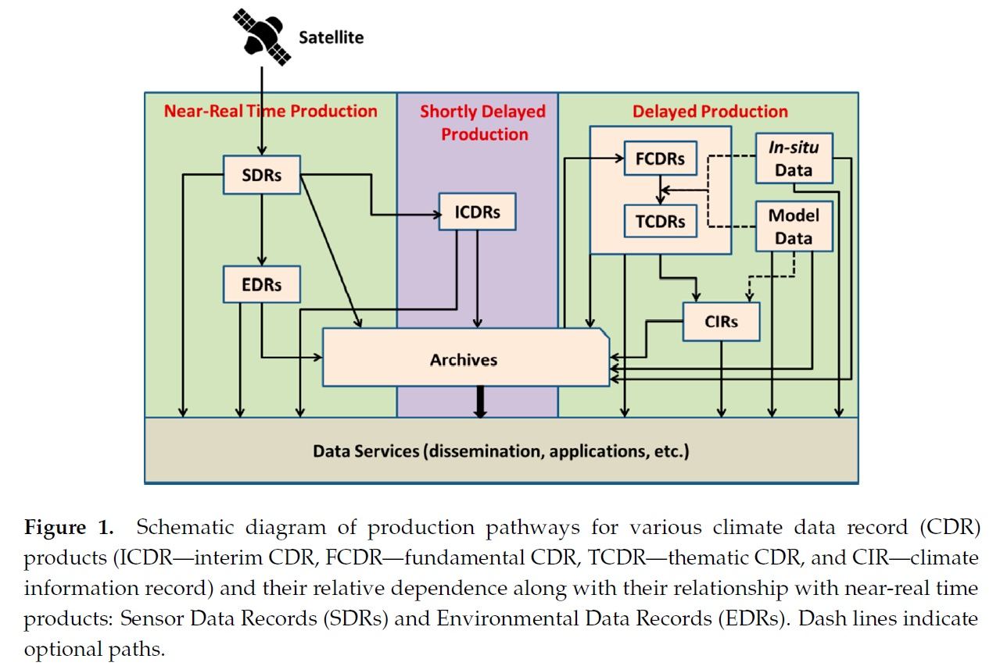 Satellite
Near-Real Time Production
Shortly Delayed
Production
Delayed Production
SDRs
EDRs
ICDRs
FCDRs
TCDRs
In-situ
Data
Model
Data
CIRs
Archives
Data Services (dissemination, applications, etc.)
Figure 1. Schematic diagram of production pathways for various climate data record (CDR)
products (ICDR—interim CDR, FCDR—fundamental CDR, TCDR—thematic CDR, and CIR—climate
information record) and their relative dependence along with their relationship with near-real time
products: Sensor Data Records (SDRs) and Environmental Data Records (EDRs). Dash lines indicate
optional paths.